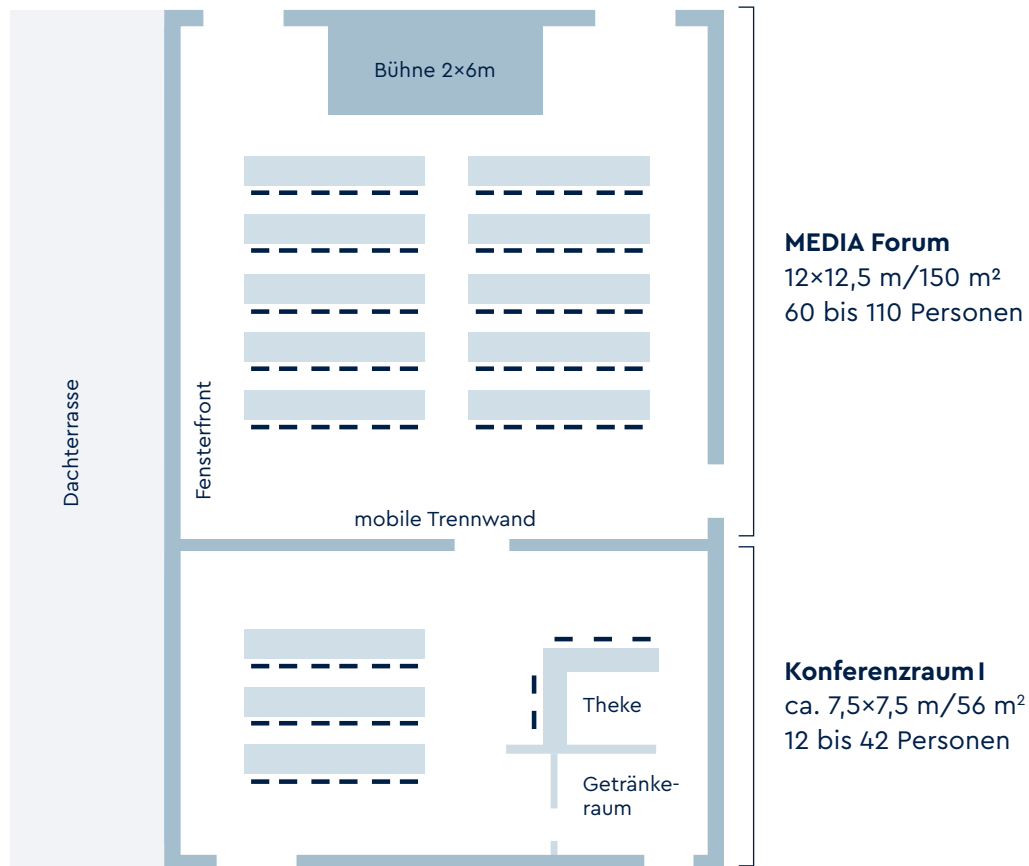 Bühne 2×6m
MEDIA Forum
12×12,5 m/150 m²
60 bis 110 Personen
Dachterrasse
Fensterfront
mobile Trennwand
Konferenzraum I
ca. 7,5×7,5 m/56 m²
12 bis 42 Personen
Theke
Getränke-
raum